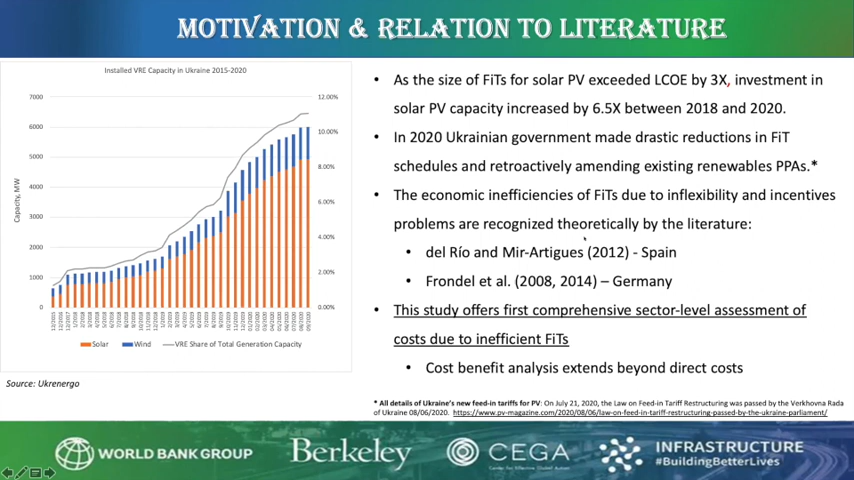 MOTIVATION & RELATION TO LITERATURE
Installed VRE Capacity in Ukraine 2015-2020
7000
6000
5000
4000
3000
2000
1000
0
Capacity, MW
12.00%
10.00%
8.00%
6.00%
4.00%
2.00%
0.00%
Solar Wind VRE Share of Total Generation Capacity
Source: Ukrenergo
• As the size of FiTs for solar PV exceeded LCOE by 3X, investment in
solar PV capacity increased by 6.5X between 2018 and 2020.
• In 2020 Ukrainian government made drastic reductions in FiT
schedules and retroactively amending existing renewables PPAs.*
• The economic inefficiencies of FiTs due to inflexibility and incentives
problems are recognized theoretically by the literature:
• del Río and Mir-Artigues (2012) - Spain
• Frondel et al. (2008, 2014) – Germany
• This study offers first comprehensive sector-level assessment of
costs due to inefficient FiTs
• Cost benefit analysis extends beyond direct costs
* All details of Ukraine's new feed-in tariffs for PV: On July 21, 2020, the Law on Feed-in Tariff Restructuring was passed by the Verkhovna Rada
of Ukraine 08/06/2020. https://www.pv-magazine.com/2020/08/06/law-on-feed-in-tariff-restructuring-passed-by-the-ukraine-parliament/
WORLD BANK GROUP
Berkeley
CEGA
Center for Effective Global Action
INFRASTRUCTURE
#BuildingBetterLives